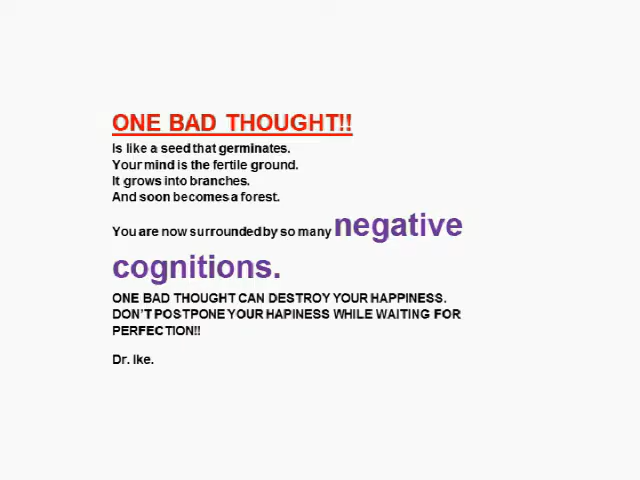 ONE BAD THOUGHT!!
Is like a seed that germinates.
Your mind is the fertile ground.
It grows into branches.
And soon becomes a forest.
You are now surrounded by so many negative
cognitions.
ONE BAD THOUGHT CAN DESTROY YOUR HAPPINESS.
DON'T POSTPONE YOUR HAPINESS WHILE WAITING FOR
PERFECTION!!
Dr. Ike.